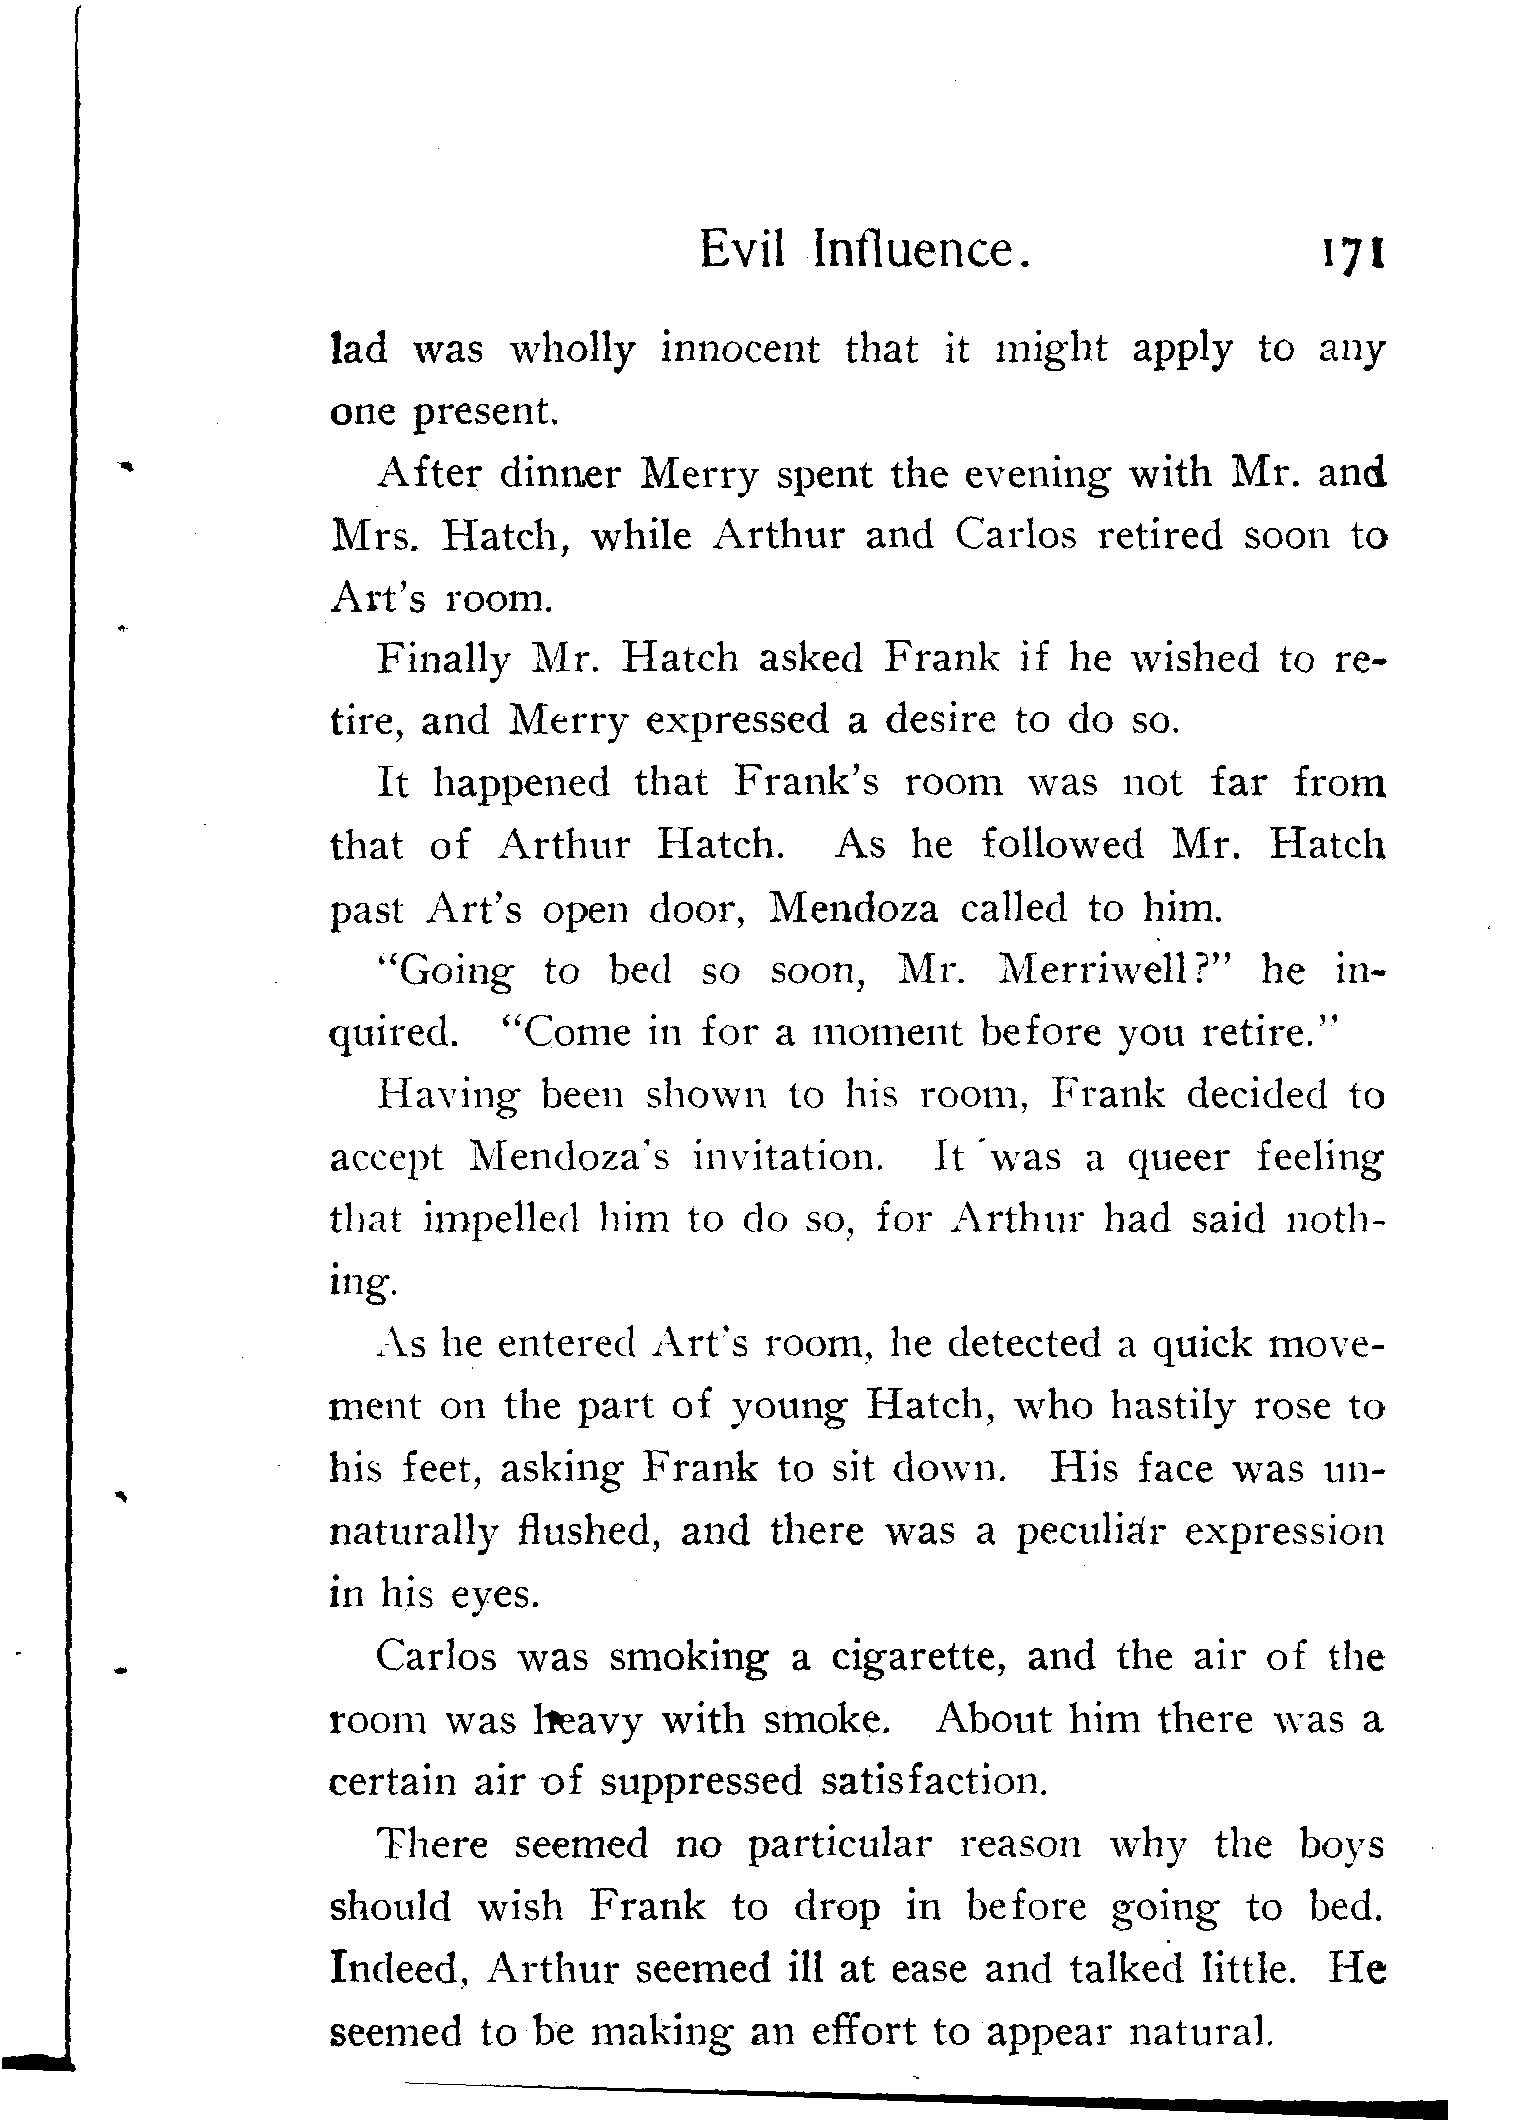 Evil Influence. 171
lad was wholly innocent that it might apply to any
one present.
After dinner Merry spent the evening with Mr. and
Mrs. Hatch, while Arthur and Carlos retired soon to
Art's room.
Finally Mr. Hatch asked Frank if he wished to re-
tire, and Merry expressed a desire to do so.
It happened that Frank's room was not far from
that of Arthur Hatch. As he followed Mr. Hatch
past Art's open door, Mendoza called to him.
"Going to bed so soon, Mr. Merriwell?" he in-
quired. "Come in for a moment before you retire."
Having been shown to his room, Frank decided to
accept Mendoza's invitation. It was a queer feeling
that impelled him to do so, for Arthur had said noth-
ing.
As he entered Art's room, he detected a quick move-
ment on the part of young Hatch, who hastily rose to
his feet, asking Frank to sit down. His face was un-
naturally flushed, and there was a peculiar expression
in his eyes.
Carlos was smoking a cigarette, and the air of the
room was heavy with smoke. About him there was a
certain air of suppressed satisfaction.
There seemed no particular reason why the boys
should wish Frank to drop in before going to bed.
Indeed, Arthur seemed ill at ease and talked little. He
seemed to be making an effort to appear natural.